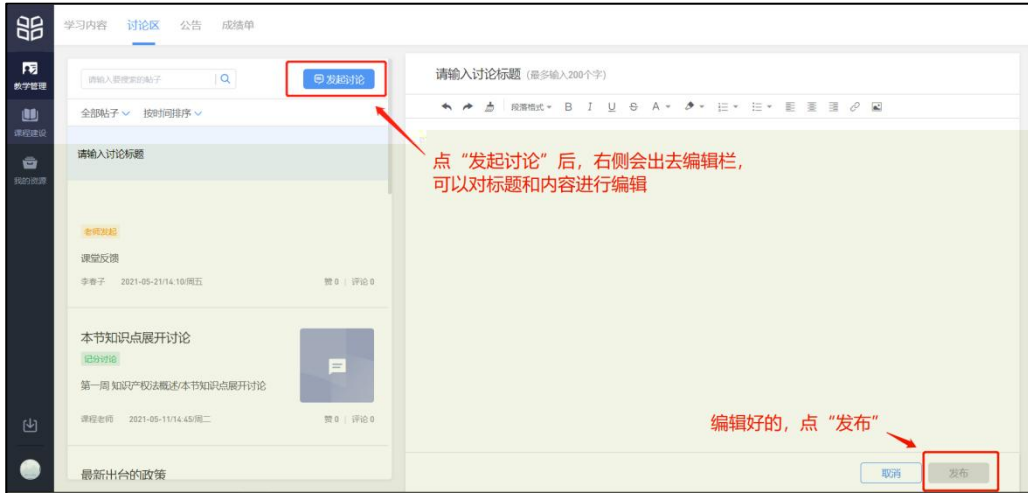 学习内容 讨论区 公告 成绩单
教学管理
课程建设
我的资源
请输入要搜索的帖子
发起讨论
全部帖子 按时间排序
请输入讨论标题
老师发起
课堂反馈
李春子 2021-05-21/14:10/周五 赞 0 | 评论 0
本节知识点展开讨论
记分讨论
第一周 知识产权法概述/本节知识点展开讨论
课程老师 2021-05-11/14:45/周二 赞 0 | 评论 0
最新出台的政策
请输入讨论标题 (最多输入200个字)
段落格式 B I U S A
点“发起讨论”后，右侧会出去编辑栏，
可以对标题和内容进行编辑
编辑好的，点“发布”
取消 发布